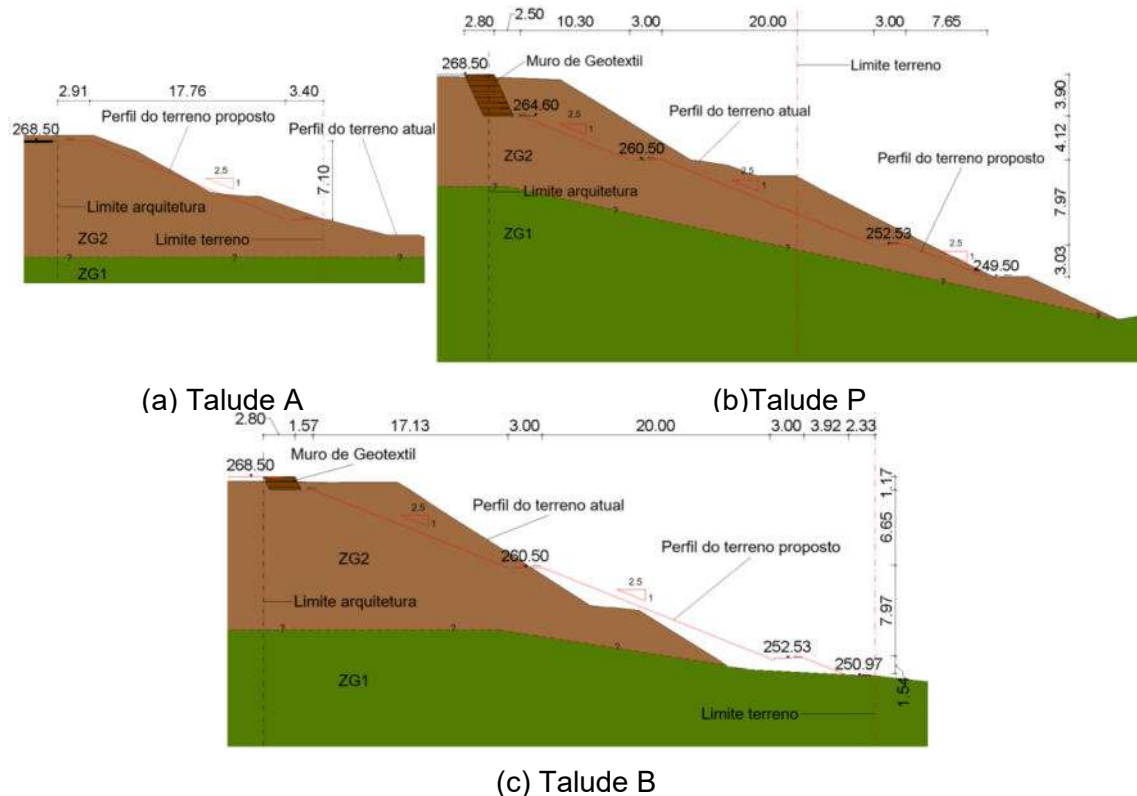 2.91 17.76 3.40
268.50
Perfil do terreno proposto
Perfil do terreno atual
2.5
1
7.10
Limite arquitetura
ZG2
Limite terreno
? ? ?
ZG1
(a) Talude A
2.80 2.50 10.30 3.00 20.00 3.00 7.65
268.50
Muro de Geotextil
Limite terreno
3.90
264.60
2.5
1
Perfil do terreno atual
4.12
ZG2
260.50
2.5
1
Perfil do terreno proposto
?
Limite arquitetura
?
7.97
ZG1
252.53
2.5
1
?
249.50
3.03
?
?
(b)Talude P
2.80 1.57 17.13 3.00 20.00 3.00 3.92 2.33
Muro de Geotextil
268.50
1.17
2.5
1
Perfil do terreno atual
6.65
ZG2
260.50
Perfil do terreno proposto
2.5
1
Limite arquitetura
7.97
? ? ?
252.53
250.97
ZG1
1.54
Limite terreno
(c) Talude B